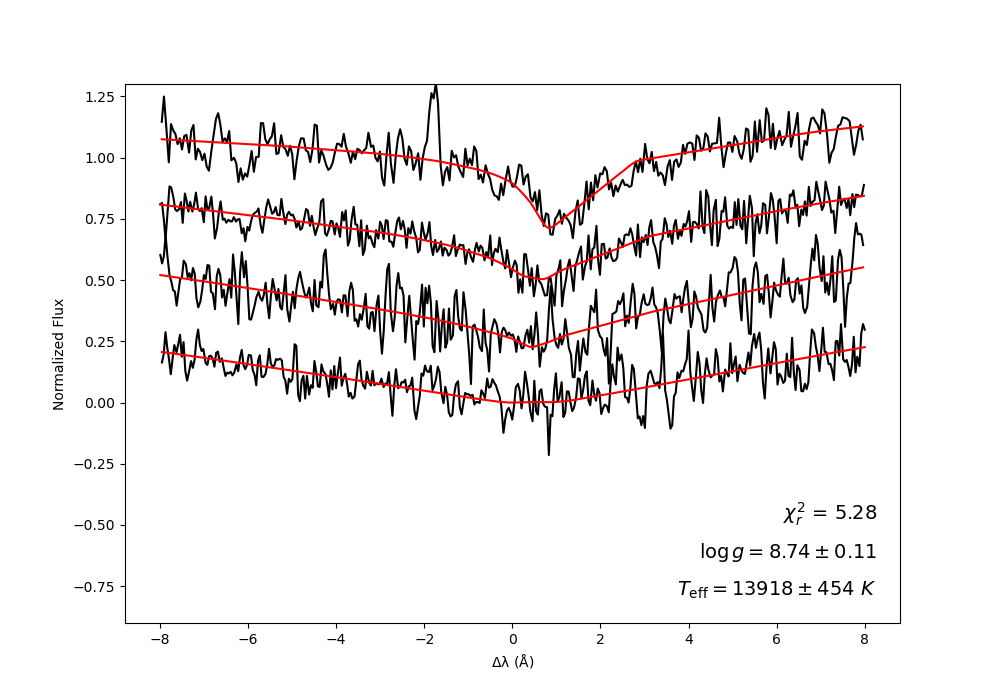 1.25
1.00
0.75
0.50
0.25
0.00
−0.25
−0.50
−0.75
Normalized Flux
χ²ᵣ = 5.28
log g = 8.74 ± 0.11
T_eff = 13918 ± 454 K
−8 −6 −4 −2 0 2 4 6 8
Δλ (Å)